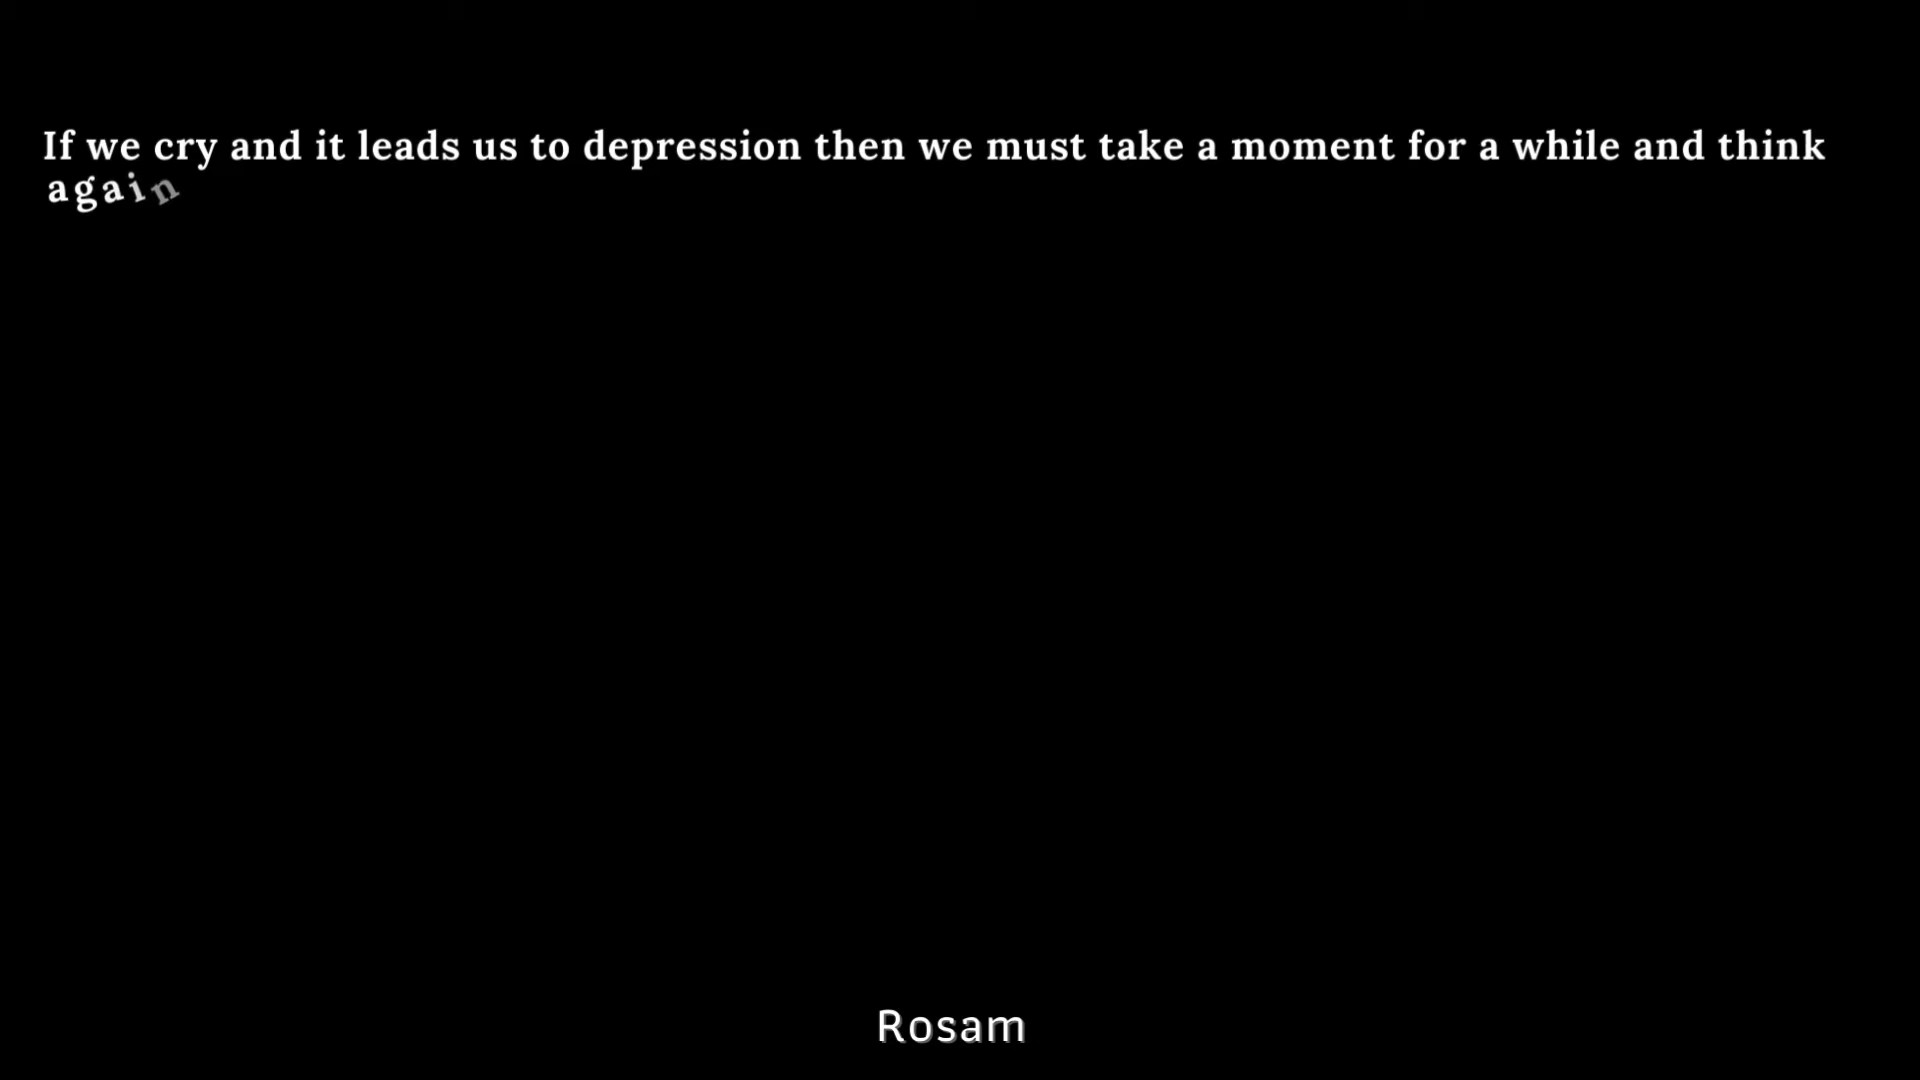 If we cry and it leads us to depression then we must take a moment for a while and think
again
Rosam